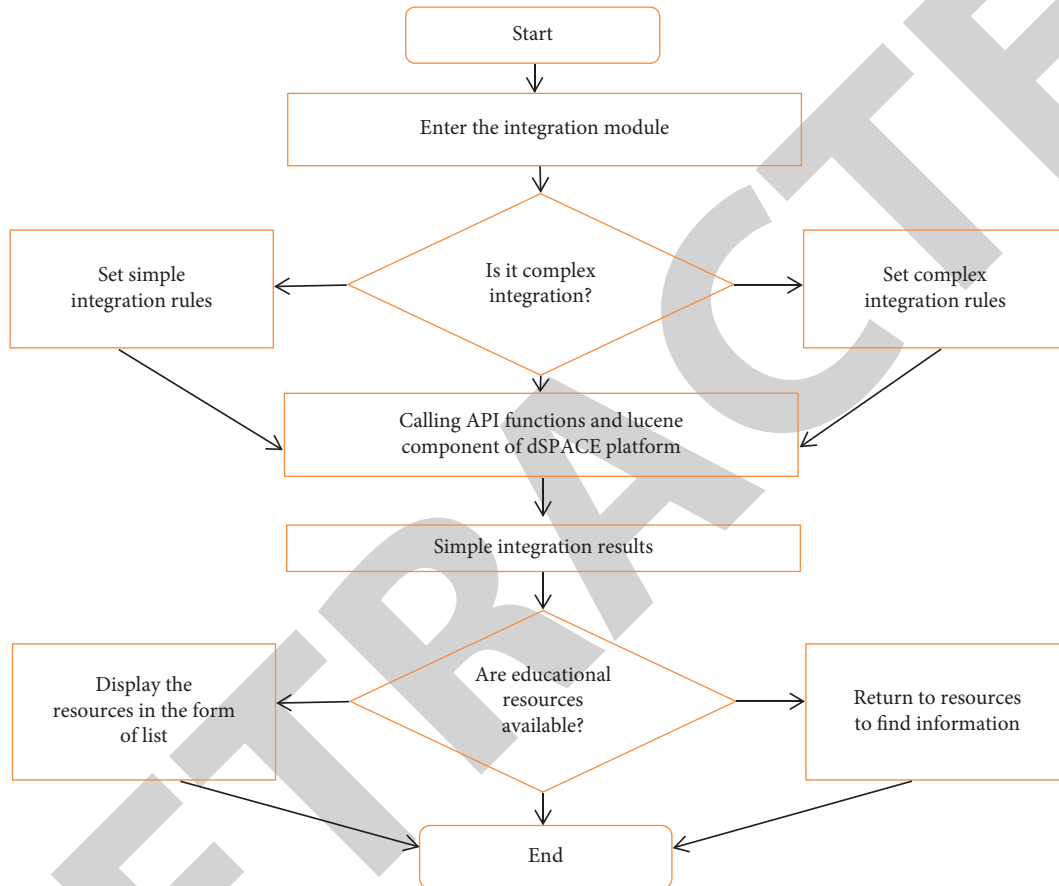 Start
Enter the integration module
Is it complex
integration?
Set simple
integration rules
Set complex
integration rules
Calling API functions and lucene
component of dSPACE platform
Simple integration results
Are educational
resources
available?
Display the
resources in the form
of list
Return to resources
to find information
End
ETRACTE